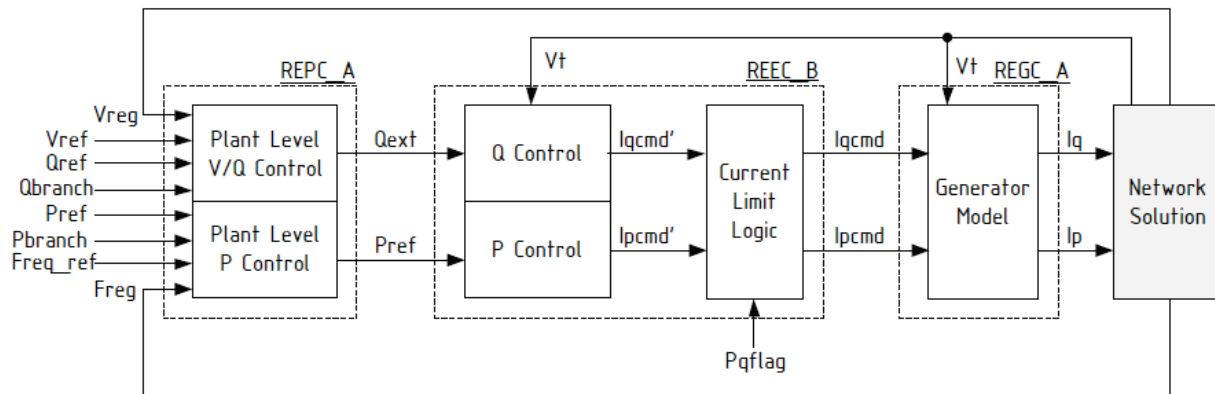 Vt
REPC_A
REEC_B
Vt
REGC_A
Vreg
Vref
Qref
Qbranch
Pref
Pbranch
Freq_ref
Freg
Plant Level
V/Q Control
Plant Level
P Control
Qext
Pref
Q Control
P Control
Iqcmd'
Ipcmd'
Current
Limit
Logic
Pqflag
Iqcmd
Ipcmd
Generator
Model
Iq
Ip
Network
Solution